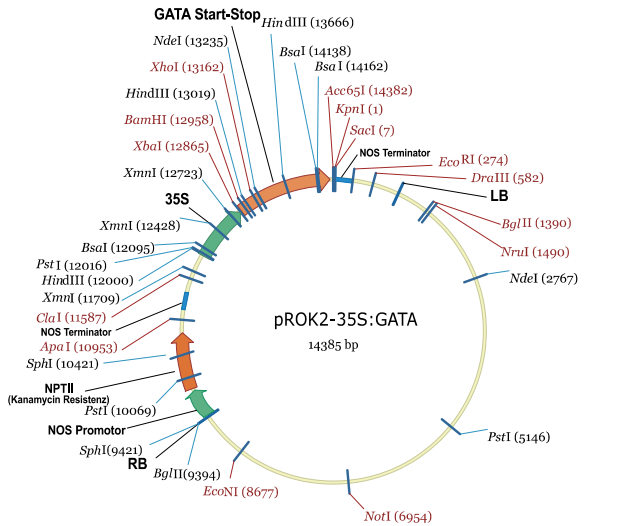 GATA Start-Stop
HindIII (13666)
NdeI (13235)
BsaI (14138)
XhoI (13162)
BsaI (14162)
HindIII (13019)
Acc65I (14382)
KpnI (1)
BamHI (12958)
SacI (7)
XbaI (12865)
NOS Terminator
EcoRI (274)
XmnI (12723)
DraIII (582)
35S
LB
XmnI (12428)
BglII (1390)
BsaI (12095)
NruI (1490)
PstI (12016)
HindIII (12000)
NdeI (2767)
XmnI (11709)
ClaI (11587)
pROK2-35S:GATA
NOS Terminator
14385 bp
ApaI (10953)
SphI (10421)
NPTII
(Kanamycin Resistenz)
PstI (10069)
NOS Promotor
PstI (5146)
SphI(9421)
RB
BglII(9394)
EcoNI (8677)
NotI (6954)